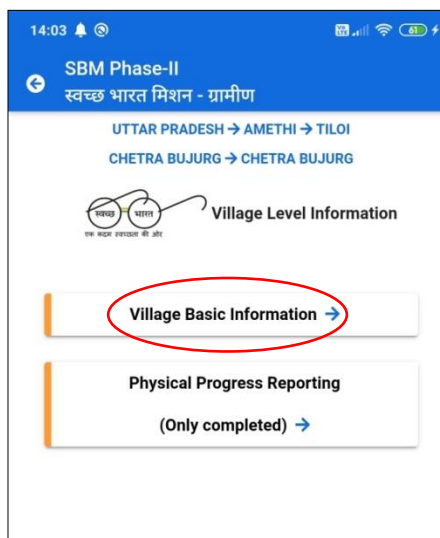 14:03
61
SBM Phase-II
स्वच्छ भारत मिशन - ग्रामीण
UTTAR PRADESH → AMETHI → TILOI
CHETRA BUJURG → CHETRA BUJURG
स्वच्छ भारत
एक कदम स्वच्छता की ओर
Village Level Information
Village Basic Information →
Physical Progress Reporting
(Only completed) →